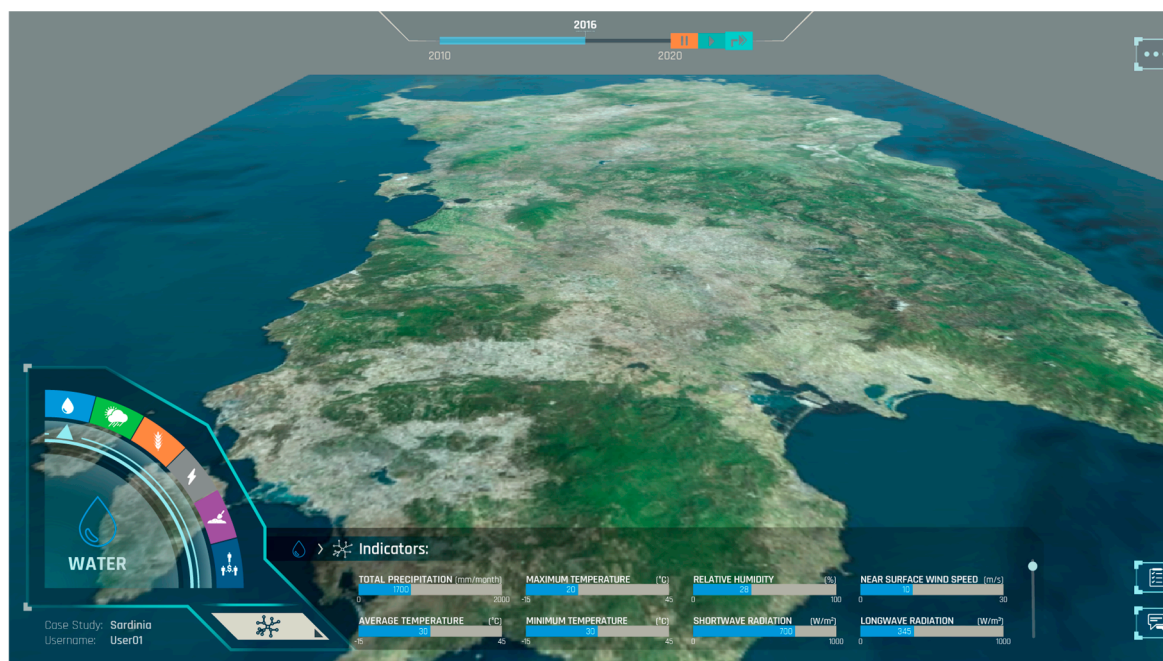 2016
2010
2020
WATER
Case Study: Sardinia
Username: User01
Indicators:
TOTAL PRECIPITATION (mm/month)
1700
0
2000
MAXIMUM TEMPERATURE (°C)
20
-15
45
RELATIVE HUMIDITY (%)
28
0
100
NEAR SURFACE WIND SPEED (m/s)
10
0
30
AVERAGE TEMPERATURE (°C)
30
-15
45
MINIMUM TEMPERATURE (°C)
30
-15
45
SHORTWAVE RADIATION (W/m²)
700
0
1000
LONGWAVE RADIATION (W/m²)
345
0
1000